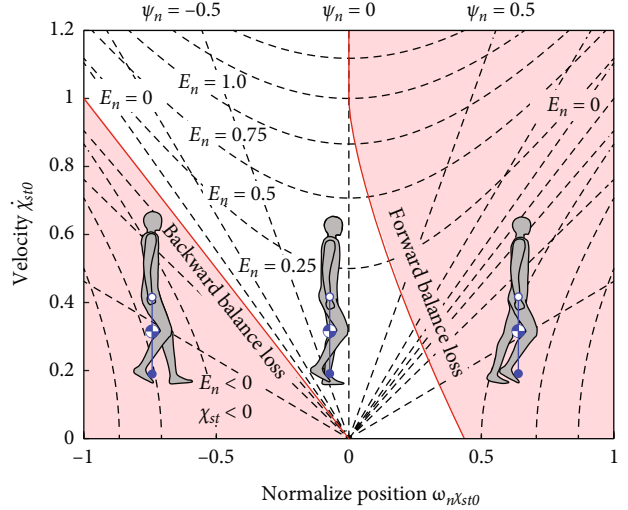 ψn = –0.5 ψn = 0 ψn = 0.5
1.2
1
0.8
0.6
0.4
0.2
0
Velocity χ̇st0
En = 0
En = 1.0
En = 0.75
En = 0.5
En = 0.25
En = 0
Backward balance loss
Forward balance loss
En < 0
χst < 0
–1 –0.5 0 0.5 1
Normalize position ωnχst0